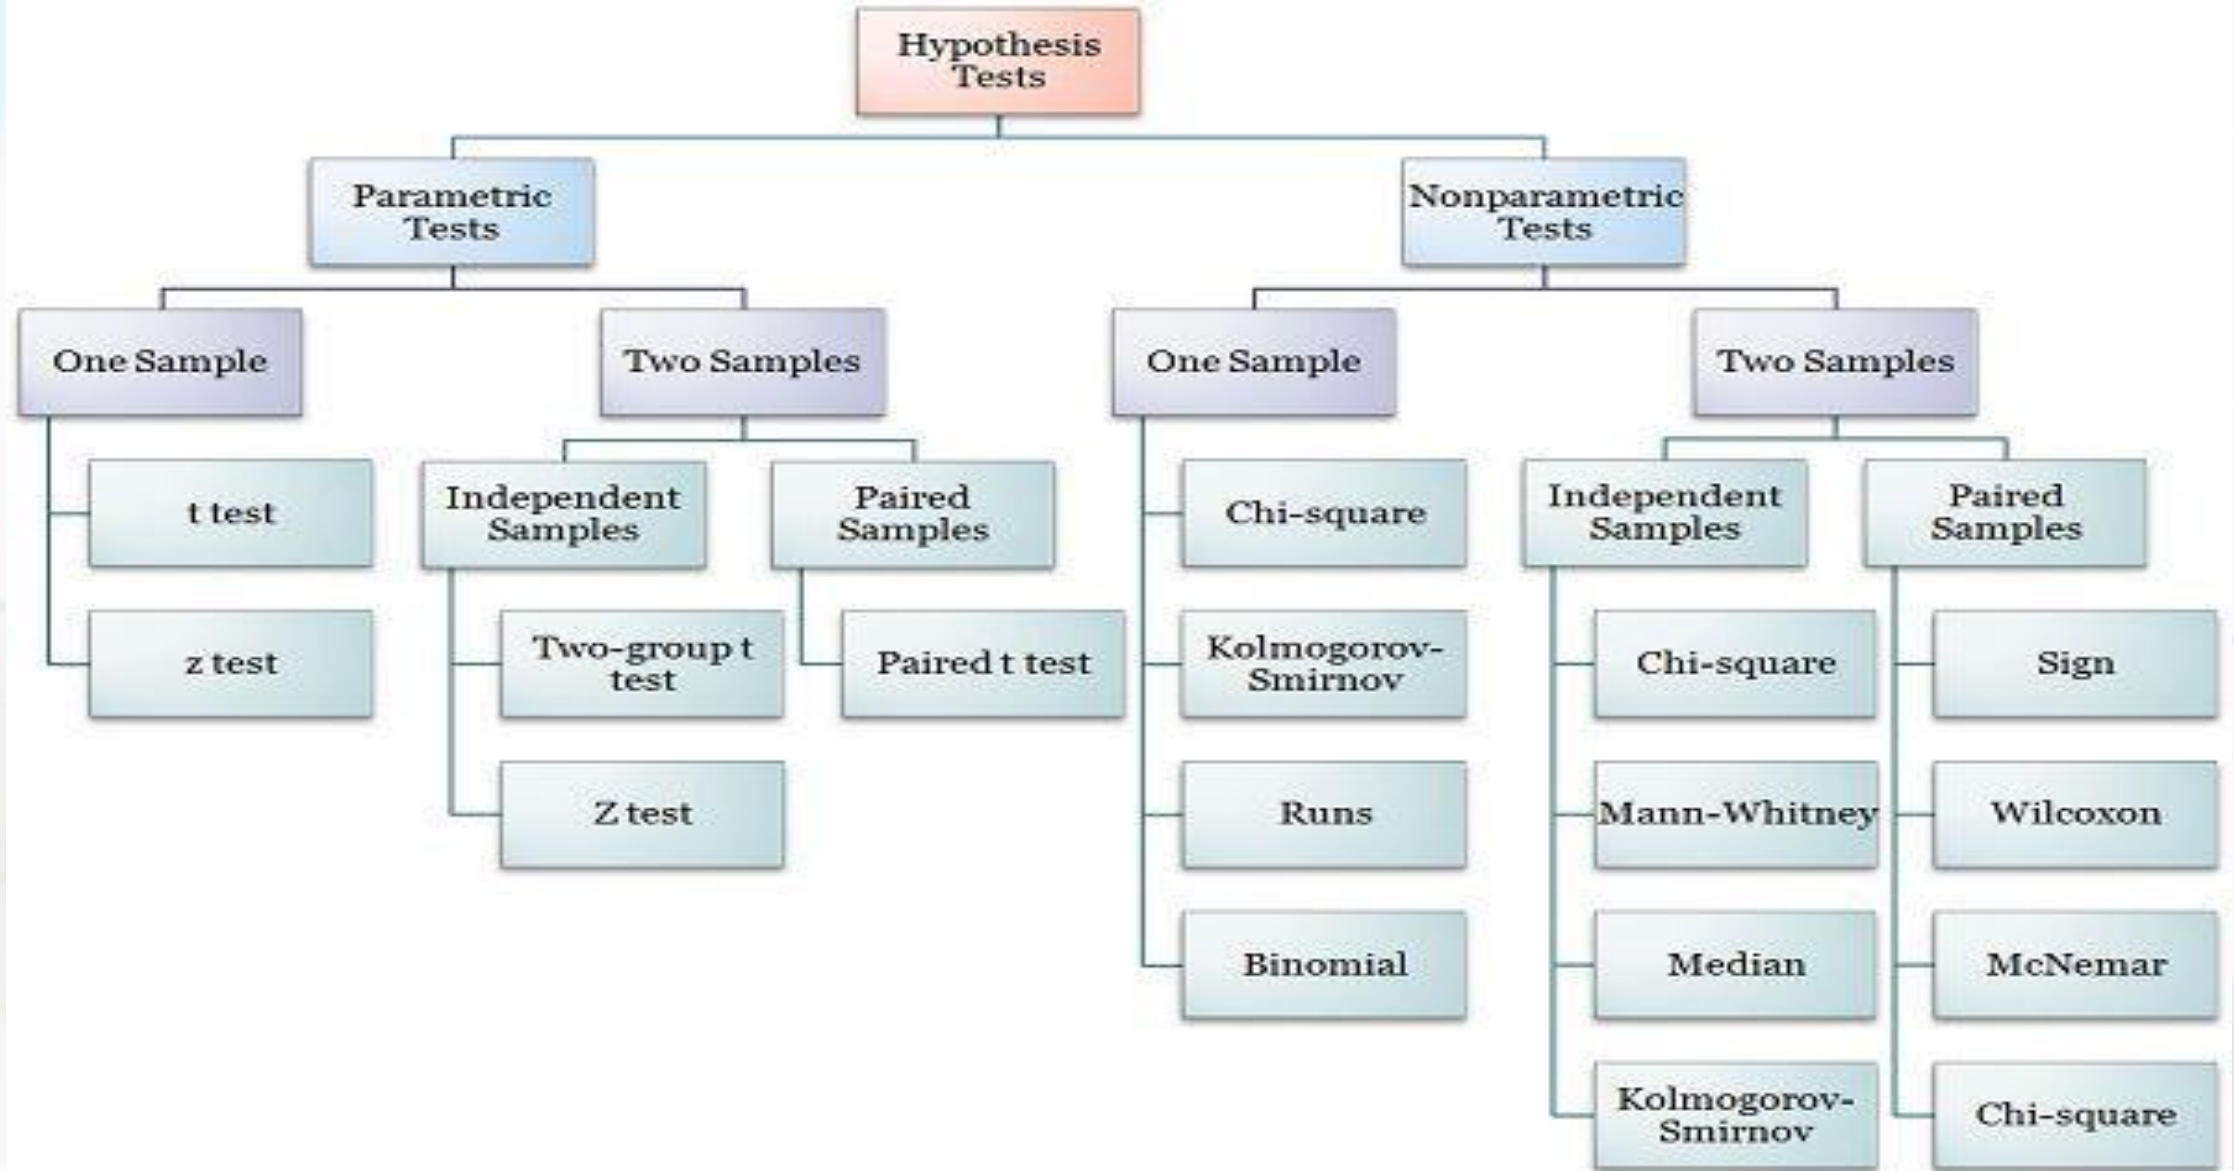 Hypothesis
Tests
Parametric
Tests
Nonparametric
Tests
One Sample
Two Samples
One Sample
Two Samples
t test
z test
Independent
Samples
Paired
Samples
Two-group t
test
Z test
Paired t test
Chi-square
Kolmogorov-
Smirnov
Runs
Binomial
Independent
Samples
Paired
Samples
Chi-square
Mann-Whitney
Median
Kolmogorov-
Smirnov
Sign
Wilcoxon
McNemar
Chi-square